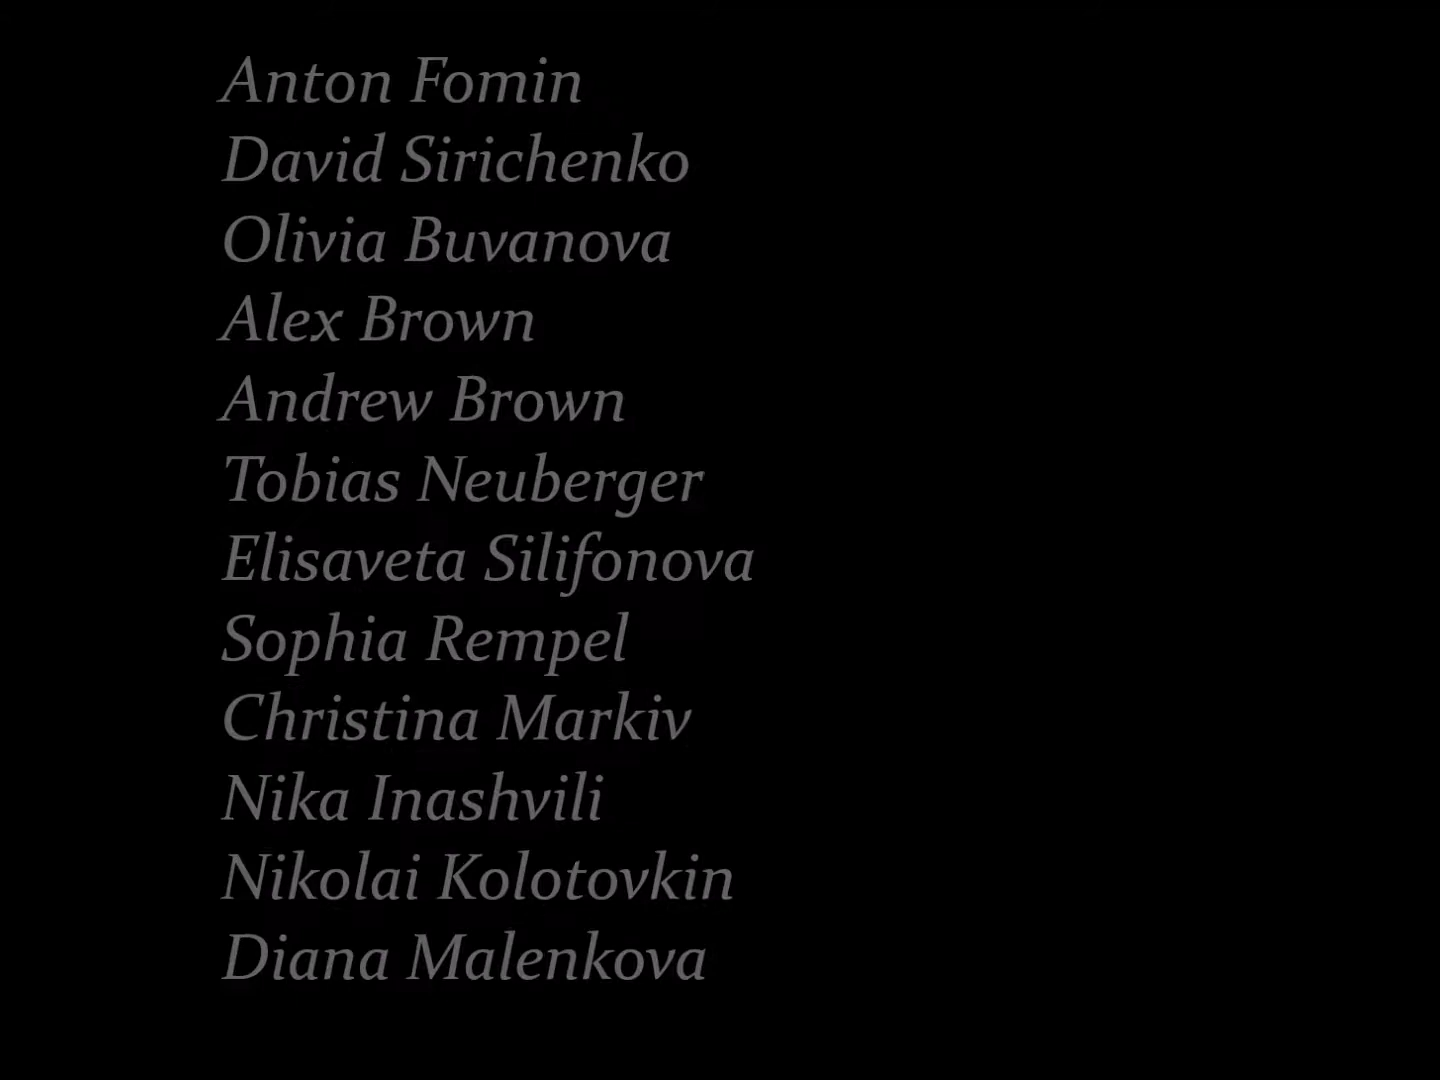 Anton Fomin
David Sirichenko
Olivia Buvanova
Alex Brown
Andrew Brown
Tobias Neuberger
Elisaveta Silifonova
Sophia Rempel
Christina Markiv
Nika Inashvili
Nikolai Kolotovkin
Diana Malenkova